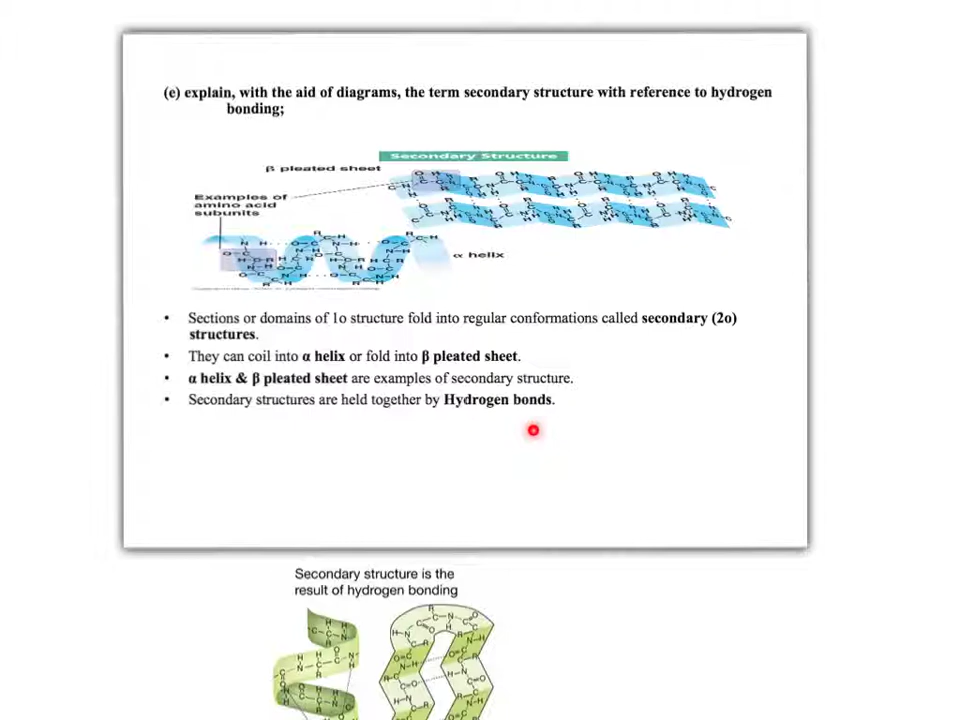 (e) explain, with the aid of diagrams, the term secondary structure with reference to hydrogen
bonding;
Secondary Structure
β pleated sheet
Examples of
amino acid
subunits
α helix
• Sections or domains of 1o structure fold into regular conformations called secondary (2o)
structures.
• They can coil into α helix or fold into β pleated sheet.
• α helix & β pleated sheet are examples of secondary structure.
• Secondary structures are held together by Hydrogen bonds.
Secondary structure is the
result of hydrogen bonding